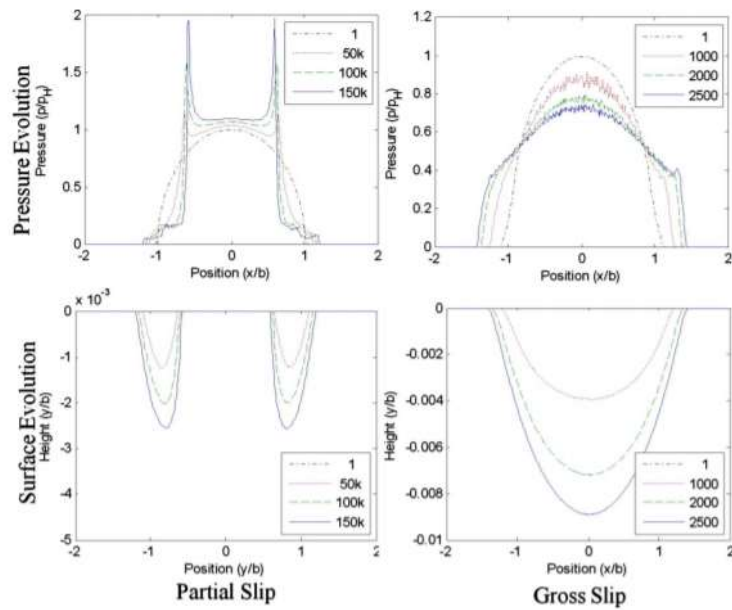 Pressure Evolution
Pressure (p/pH)
2
1.5
1
0.5
0
-2
-1
0
1
2
Position (x/b)
1
50k
100k
150k
Pressure (p/pH)
1.2
1
0.8
0.6
0.4
0.2
0
-2
-1
0
1
2
Position (x/b)
1
1000
2000
2500
Surface Evolution
Height (y/b)
x 10-3
0
-1
-2
-3
-4
-5
-2
-1
0
1
2
Position (y/b)
1
50k
100k
150k
Partial Slip
Height (y/b)
0
-0.002
-0.004
-0.006
-0.008
-0.01
-2
-1
0
1
2
Position (x/b)
1
1000
2000
2500
Gross Slip